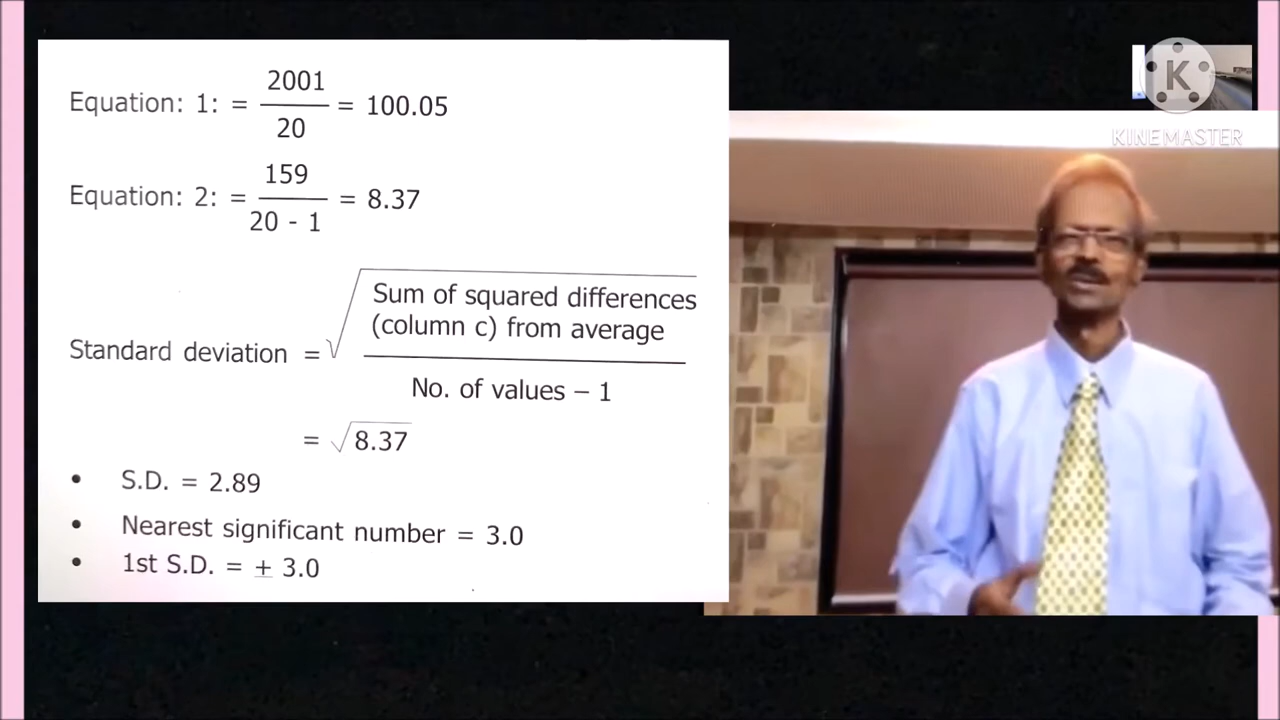 Equation: 1: = 2001/20 = 100.05
Equation: 2: = 159/20 - 1 = 8.37
Standard deviation = √ Sum of squared differences
(column c) from average
No. of values – 1
= √8.37
• S.D. = 2.89
• Nearest significant number = 3.0
• 1st S.D. = ± 3.0
K
KINEMASTER